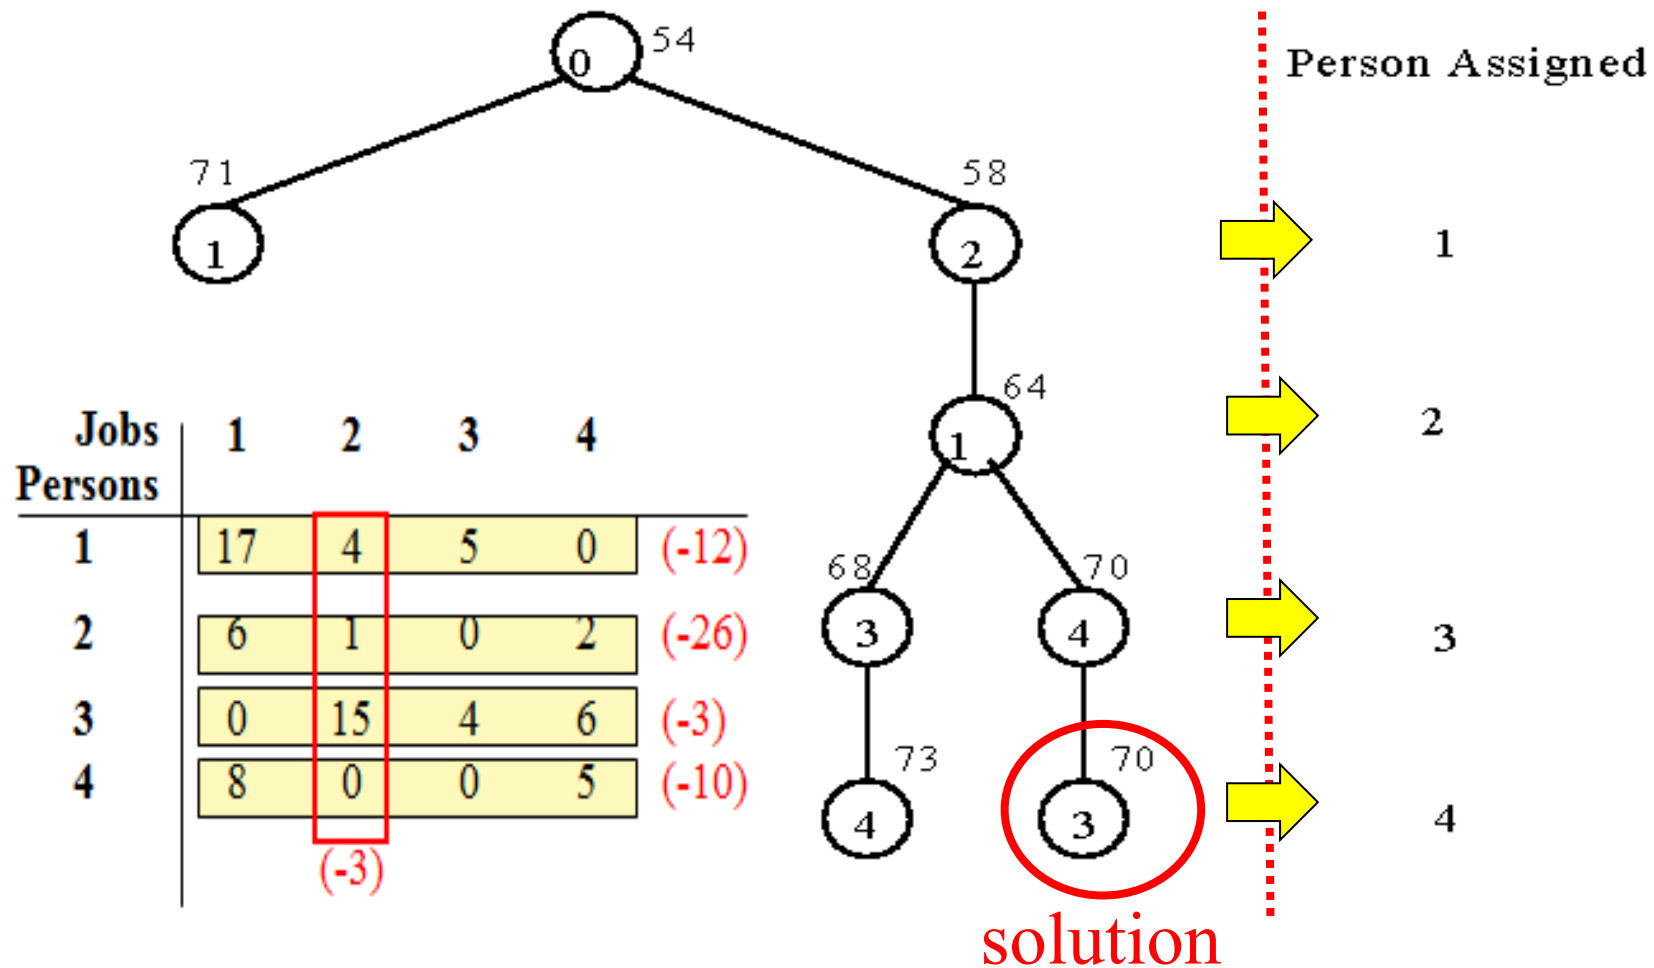 0 54
Person Assigned
71 58
1 2 1
64
1 2
Jobs 1 2 3 4
Persons
1 17 4 5 0 (-12)
68 70
2 6 1 0 2 (-26)
3 4 3
3 0 15 4 6 (-3)
73 70
4 8 0 0 5 (-10)
4 3 4
(-3)
solution